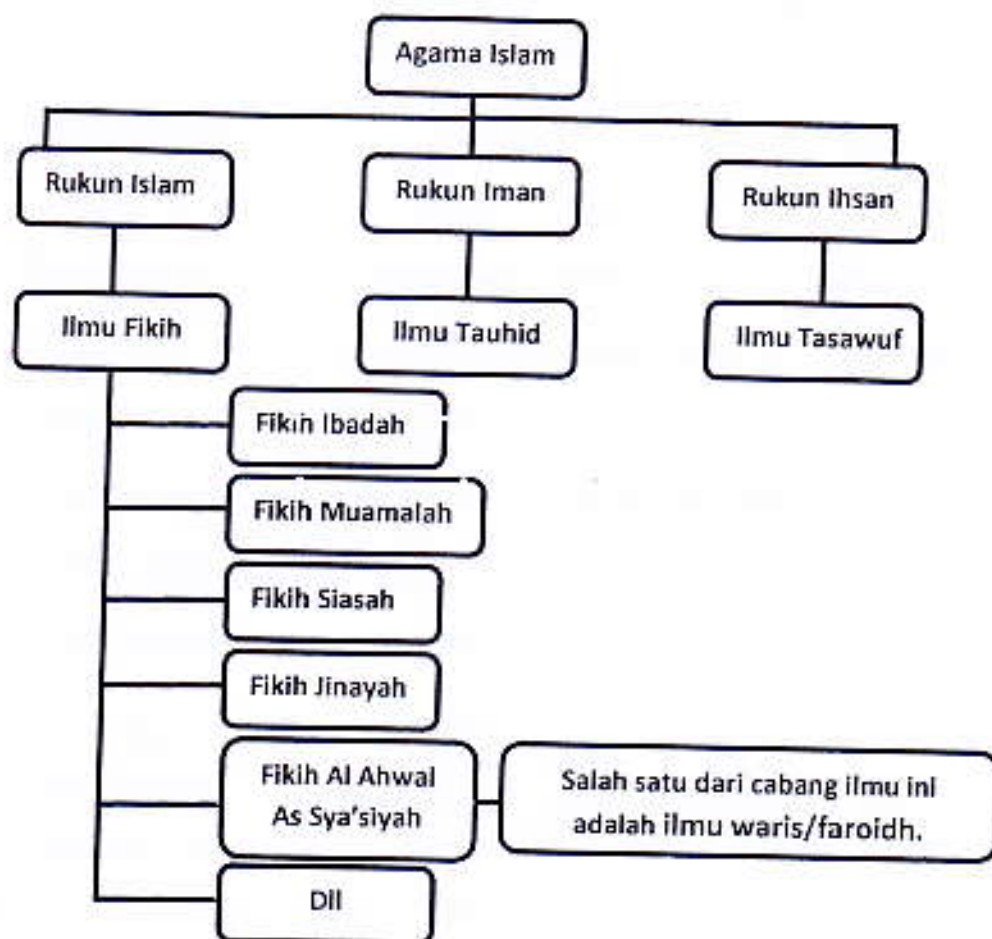 Agama Islam
Rukun Islam
Rukun Iman
Rukun Ihsan
Ilmu Fikih
Ilmu Tauhid
Ilmu Tasawuf
Fikih Ibadah
Fikih Muamalah
Fikih Siasah
Fikih Jinayah
Fikih Al Ahwal
As Sya'siyah
Salah satu dari cabang ilmu ini
adalah ilmu waris/faroidh.
Dll